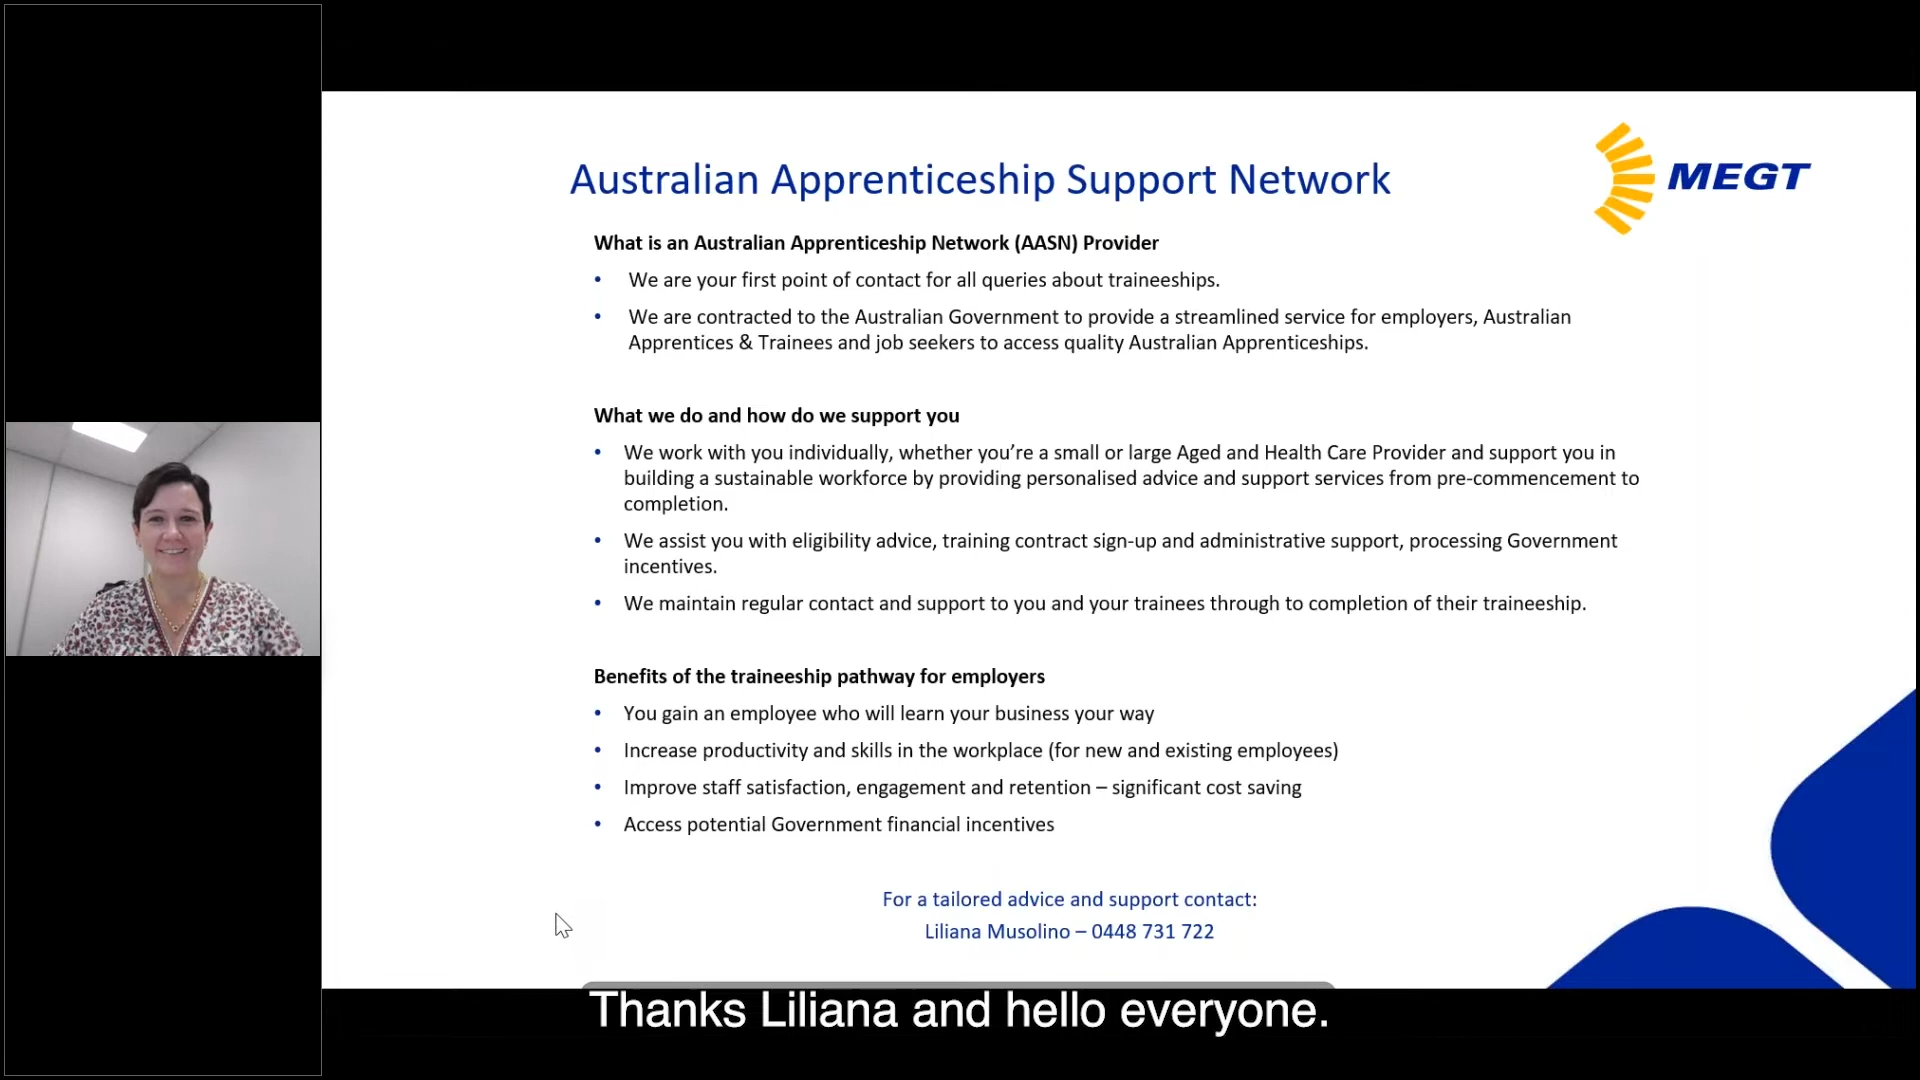 Australian Apprenticeship Support Network
MEGT
What is an Australian Apprenticeship Network (AASN) Provider
• We are your first point of contact for all queries about traineeships.
• We are contracted to the Australian Government to provide a streamlined service for employers, Australian
Apprentices & Trainees and job seekers to access quality Australian Apprenticeships.
What we do and how do we support you
• We work with you individually, whether you’re a small or large Aged and Health Care Provider and support you in
building a sustainable workforce by providing personalised advice and support services from pre-commencement to
completion.
• We assist you with eligibility advice, training contract sign-up and administrative support, processing Government
incentives.
• We maintain regular contact and support to you and your trainees through to completion of their traineeship.
Benefits of the traineeship pathway for employers
• You gain an employee who will learn your business your way
• Increase productivity and skills in the workplace (for new and existing employees)
• Improve staff satisfaction, engagement and retention – significant cost saving
• Access potential Government financial incentives
For a tailored advice and support contact:
Liliana Musolino – 0448 731 722
Thanks Liliana and hello everyone.